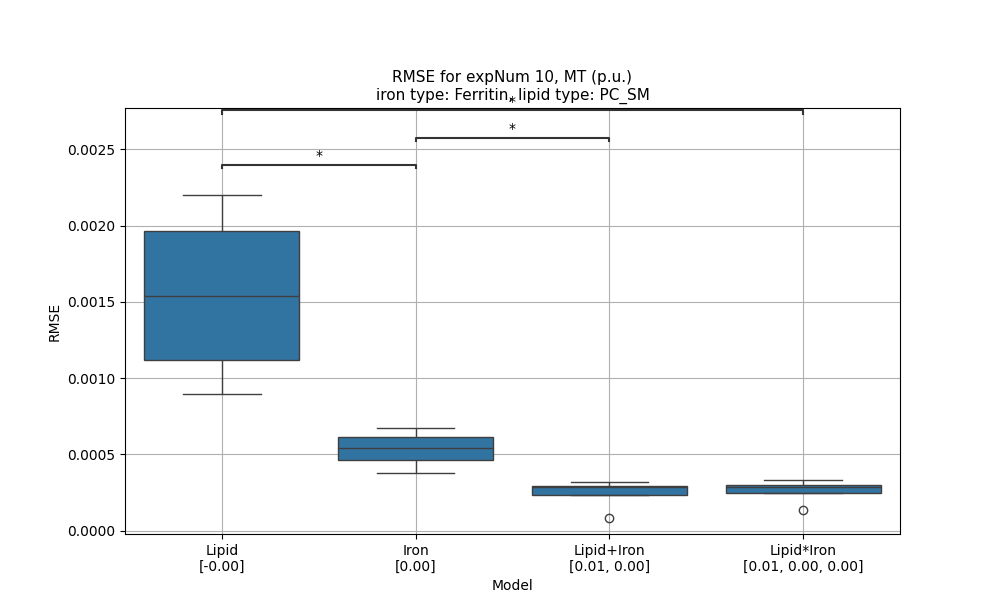 RMSE for expNum 10, MT (p.u.)
iron type: Ferritin, lipid type: PC_SM
*
*
*
0.0025
0.0020
0.0015
0.0010
0.0005
0.0000
RMSE
Lipid
[-0.00]
Iron
[0.00]
Lipid+Iron
[0.01, 0.00]
Lipid*Iron
[0.01, 0.00, 0.00]
Model